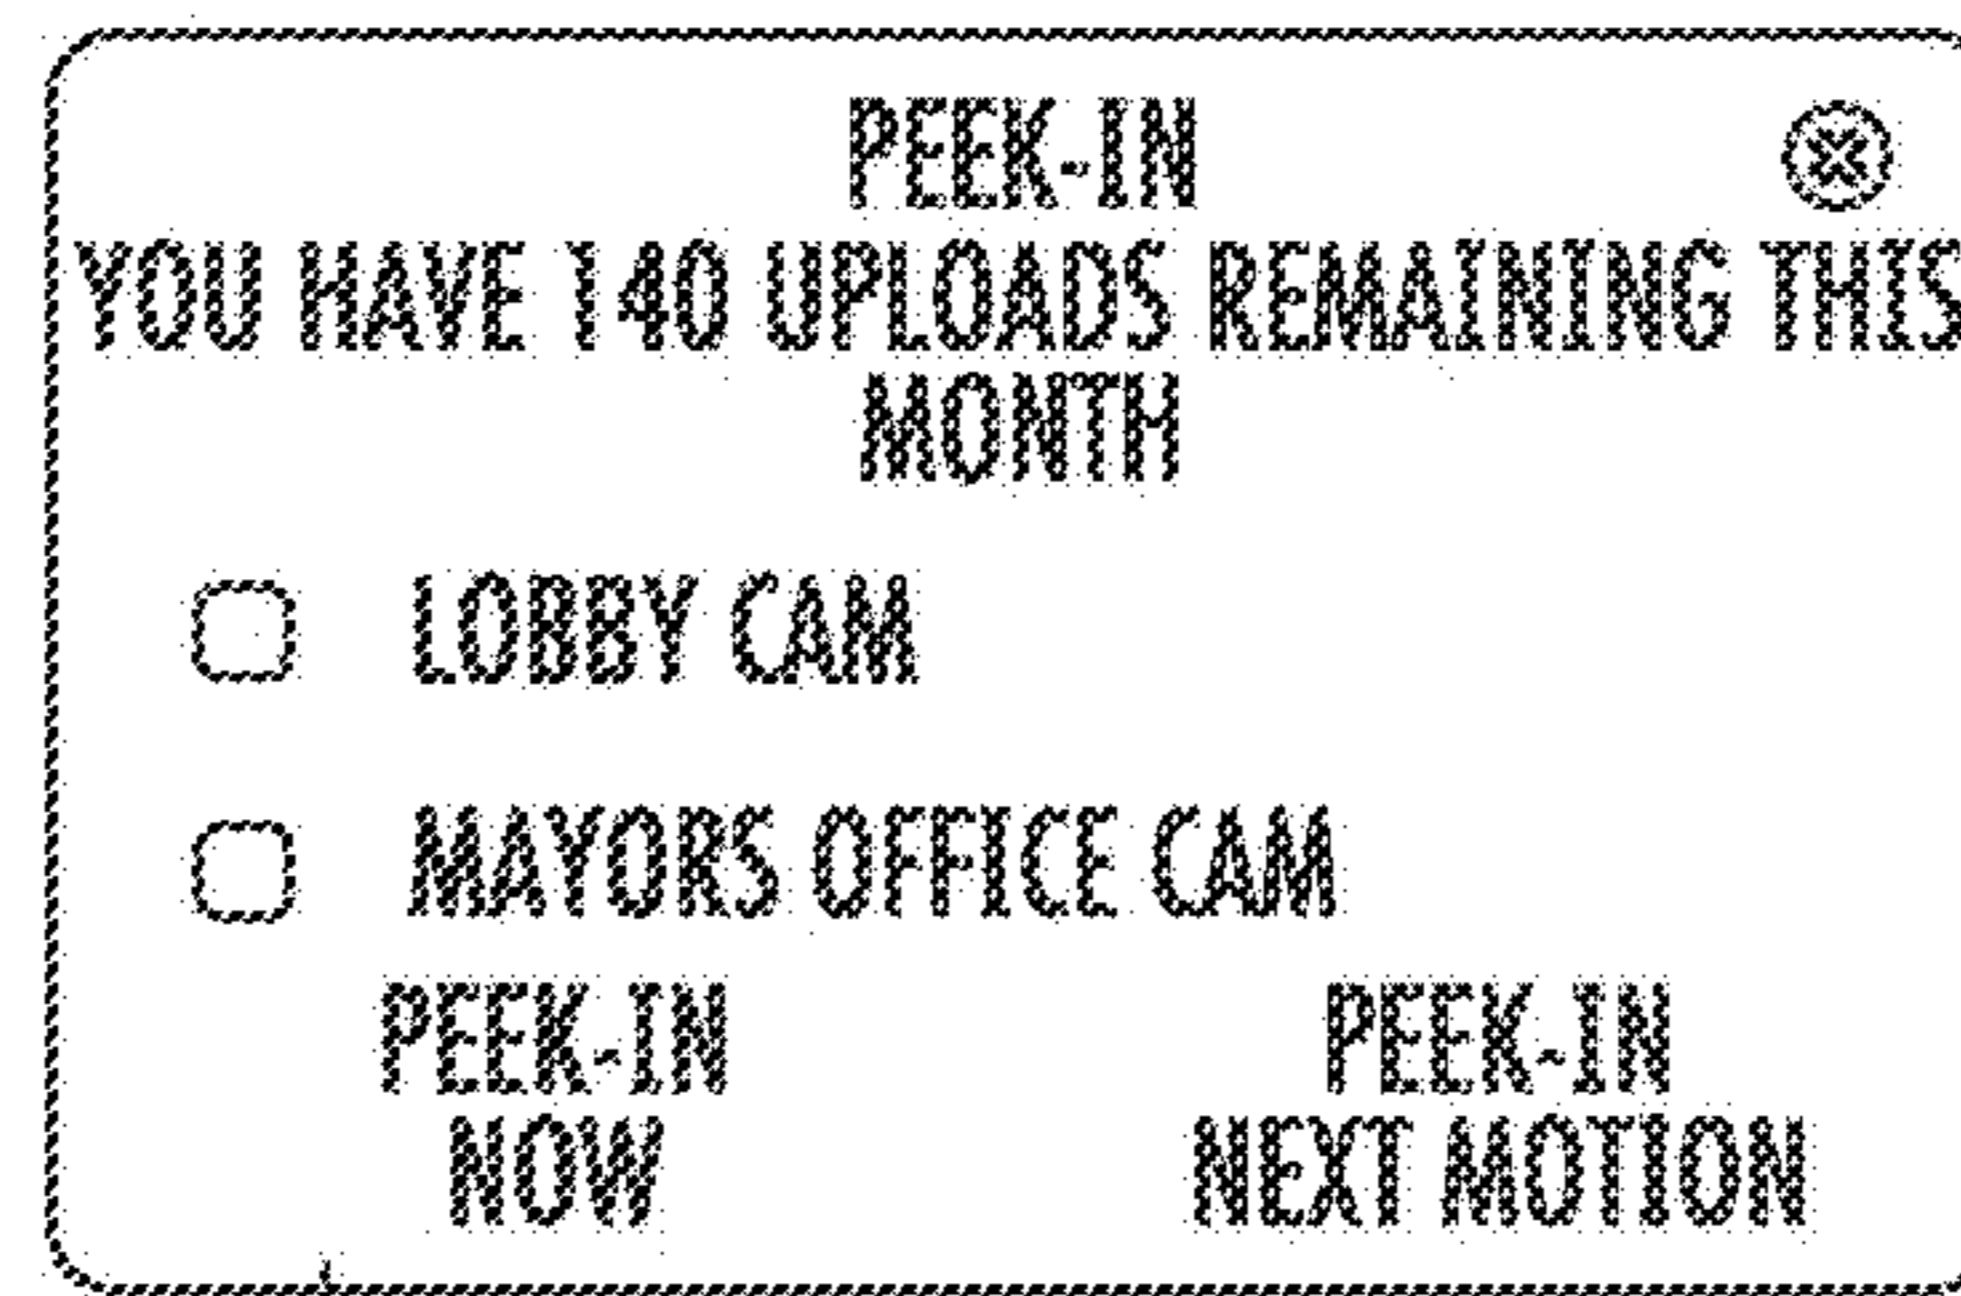 PEEK-IN
YOU HAVE 140 UPLOADS REMAINING THIS
MONTH
LOBBY CAM
MAYORS OFFICE CAM
PEEK-IN PEEK-IN
NOW NEXT MOTION